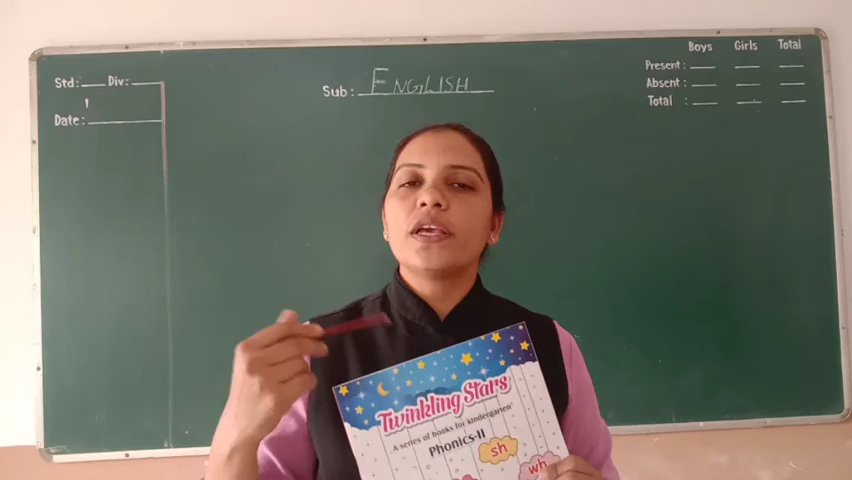 Std: Div:
Date:
Sub: ENGLISH
Boys Girls Total
Present:
Absent:
Total :
Twinkling Stars
A series of books for kindergarten
Phonics-II
sh
wh